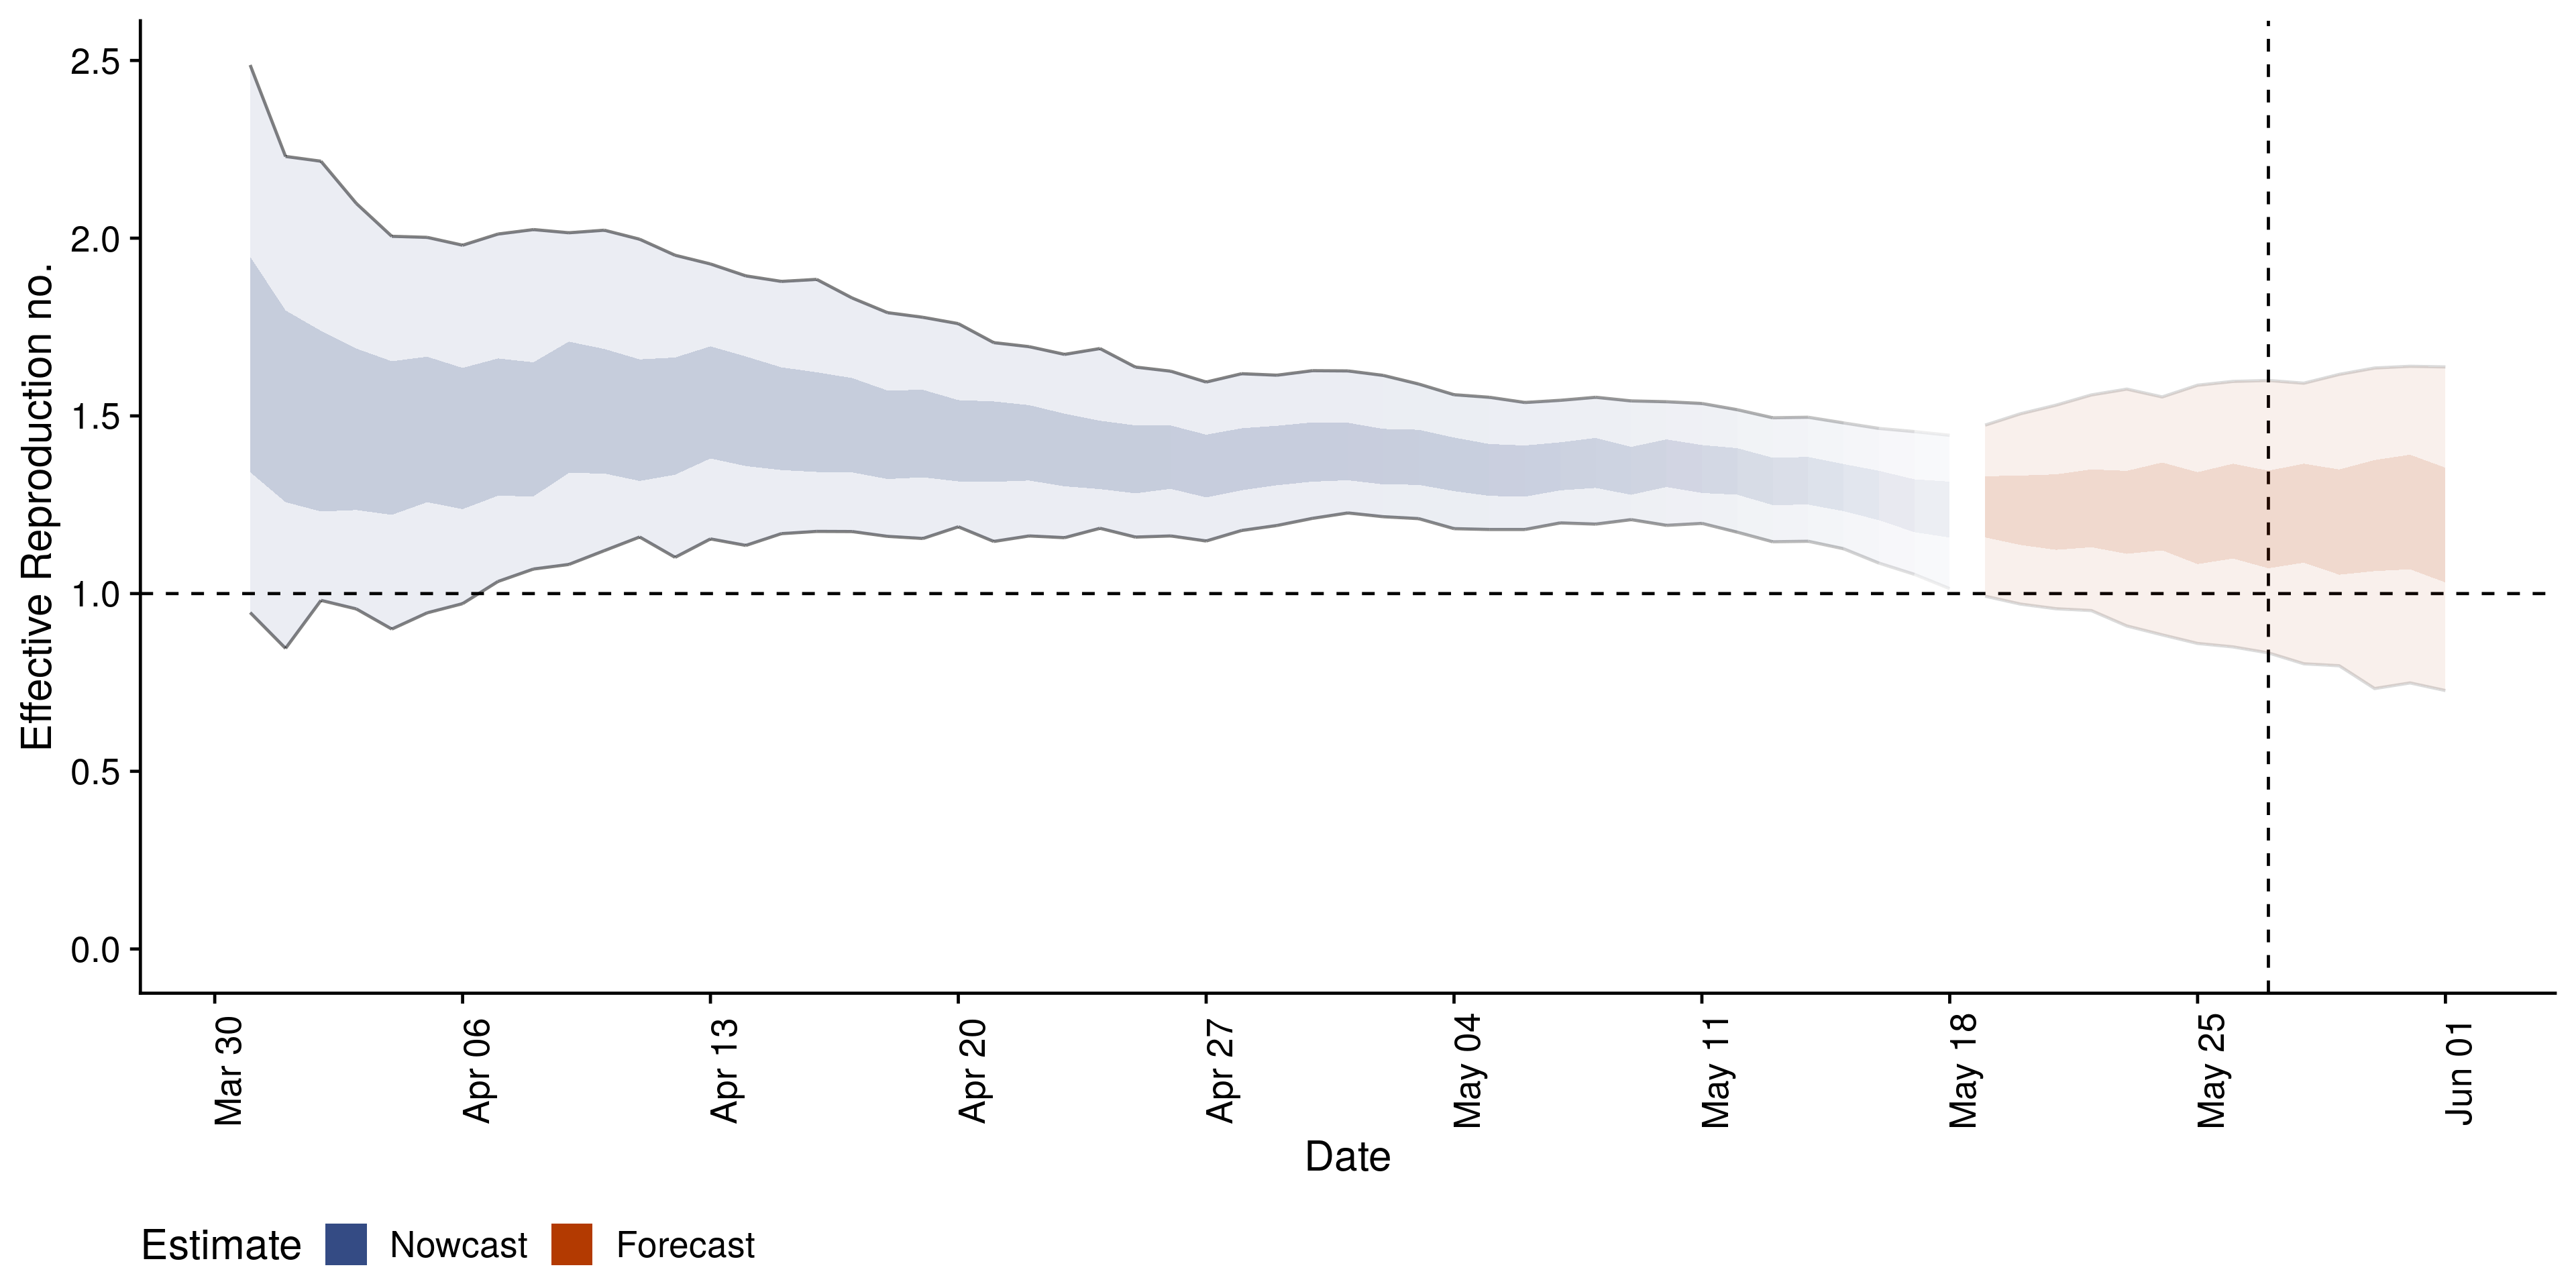 Effective Reproduction no.
2.5
2.0
1.5
1.0
0.5
0.0
Mar 30
Apr 06
Apr 13
Apr 20
Apr 27
May 04
May 11
May 18
May 25
Jun 01
Date
Estimate Nowcast Forecast